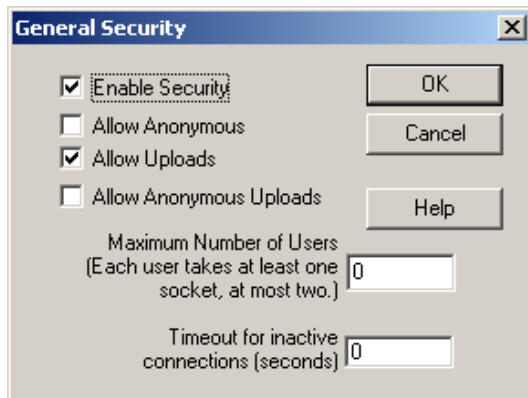 General Security
Enable Security
OK
Allow Anonymous
Cancel
Allow Uploads
Allow Anonymous Uploads
Help
Maximum Number of Users
(Each user takes at least one
socket, at most two.)
0
Timeout for inactive
connections (seconds)
0